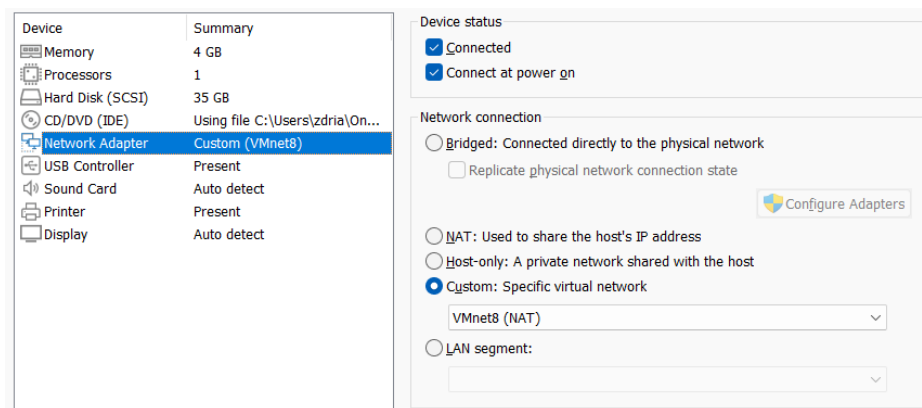 Device Summary
Memory 4 GB
Processors 1
Hard Disk (SCSI) 35 GB
CD/DVD (IDE) Using file C:\Users\zdria\On...
Network Adapter Custom (VMnet8)
USB Controller Present
Sound Card Auto detect
Printer Present
Display Auto detect
Device status
Connected
Connect at power on
Network connection
Bridged: Connected directly to the physical network
Replicate physical network connection state
Configure Adapters
NAT: Used to share the host's IP address
Host-only: A private network shared with the host
Custom: Specific virtual network
VMnet8 (NAT)
LAN segment: